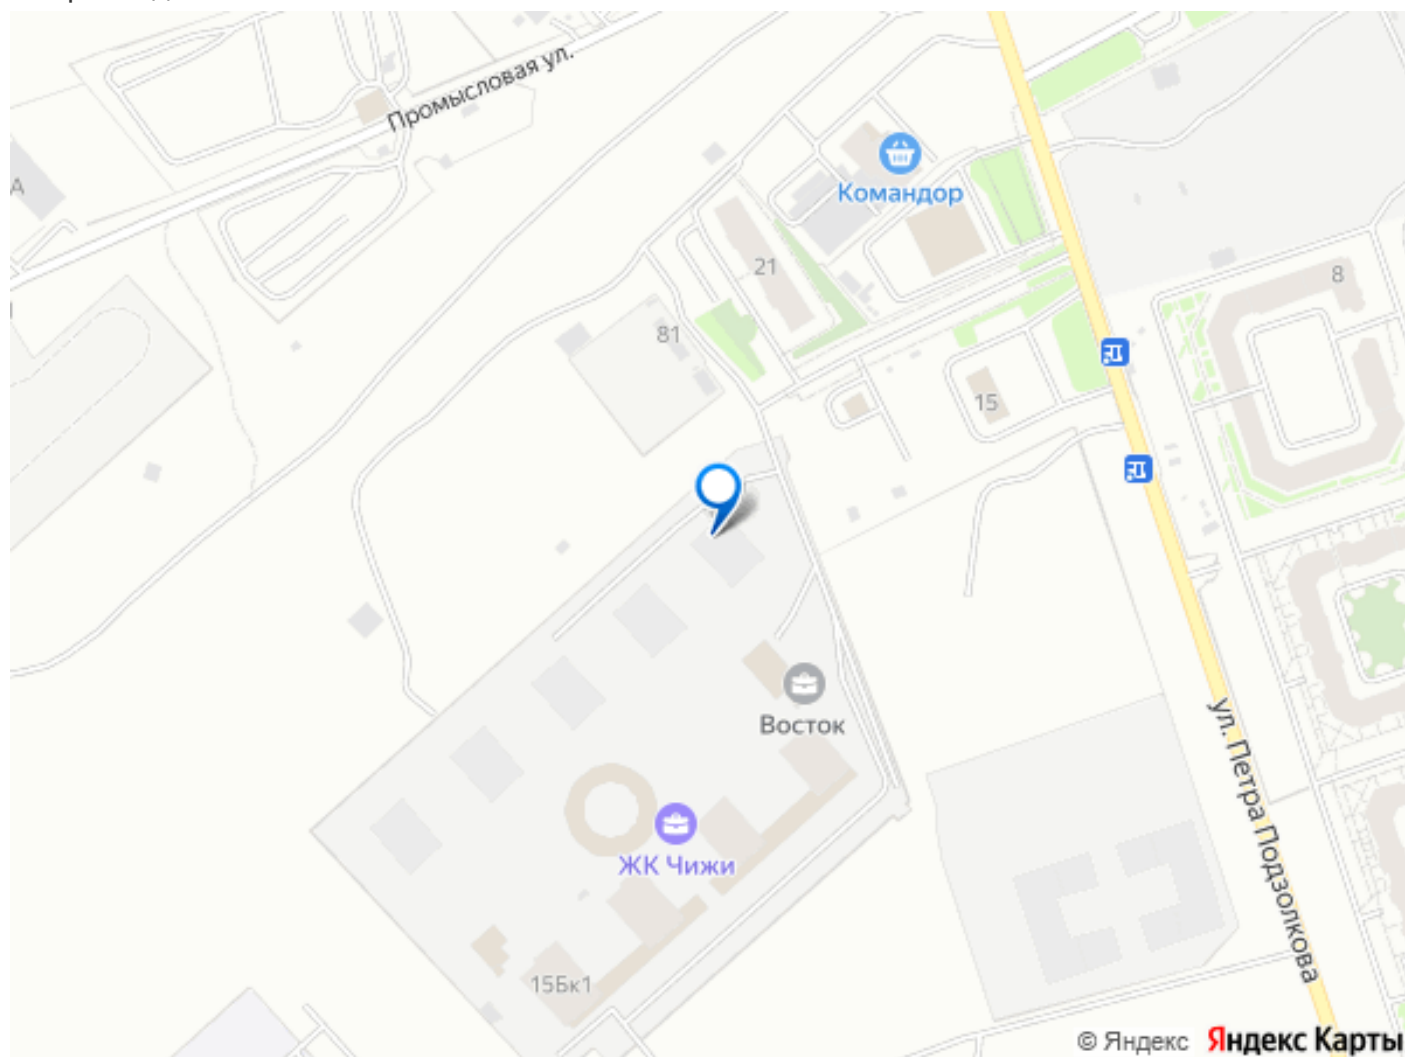 Промысловая ул.
А
Командор
21
8
81
15
Восток
ул. Петра Подзолкова
ЖК Чижи
15Бк1
© Яндекс Яндекс Карты